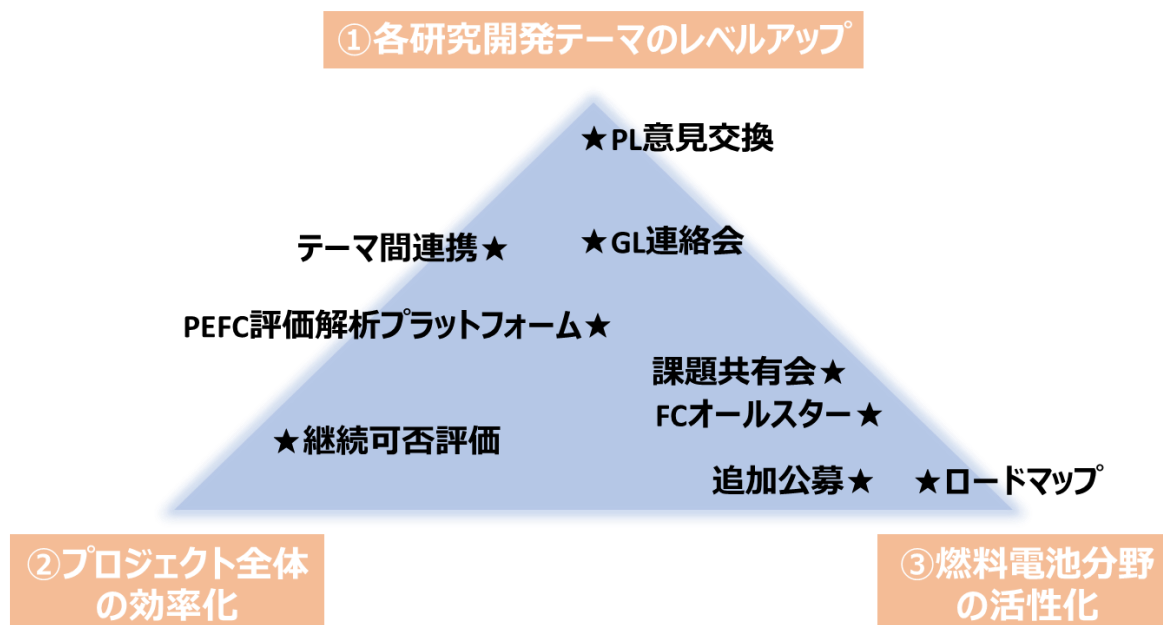 ①各研究開発テーマのレベルアップ
★PL意見交換
テーマ間連携★
★GL連絡会
PEFC評価解析プラットフォーム★
課題共有会★
FCオールスター★
★継続可否評価
追加公募★
★ロードマップ
②プロジェクト全体
の効率化
③燃料電池分野
の活性化